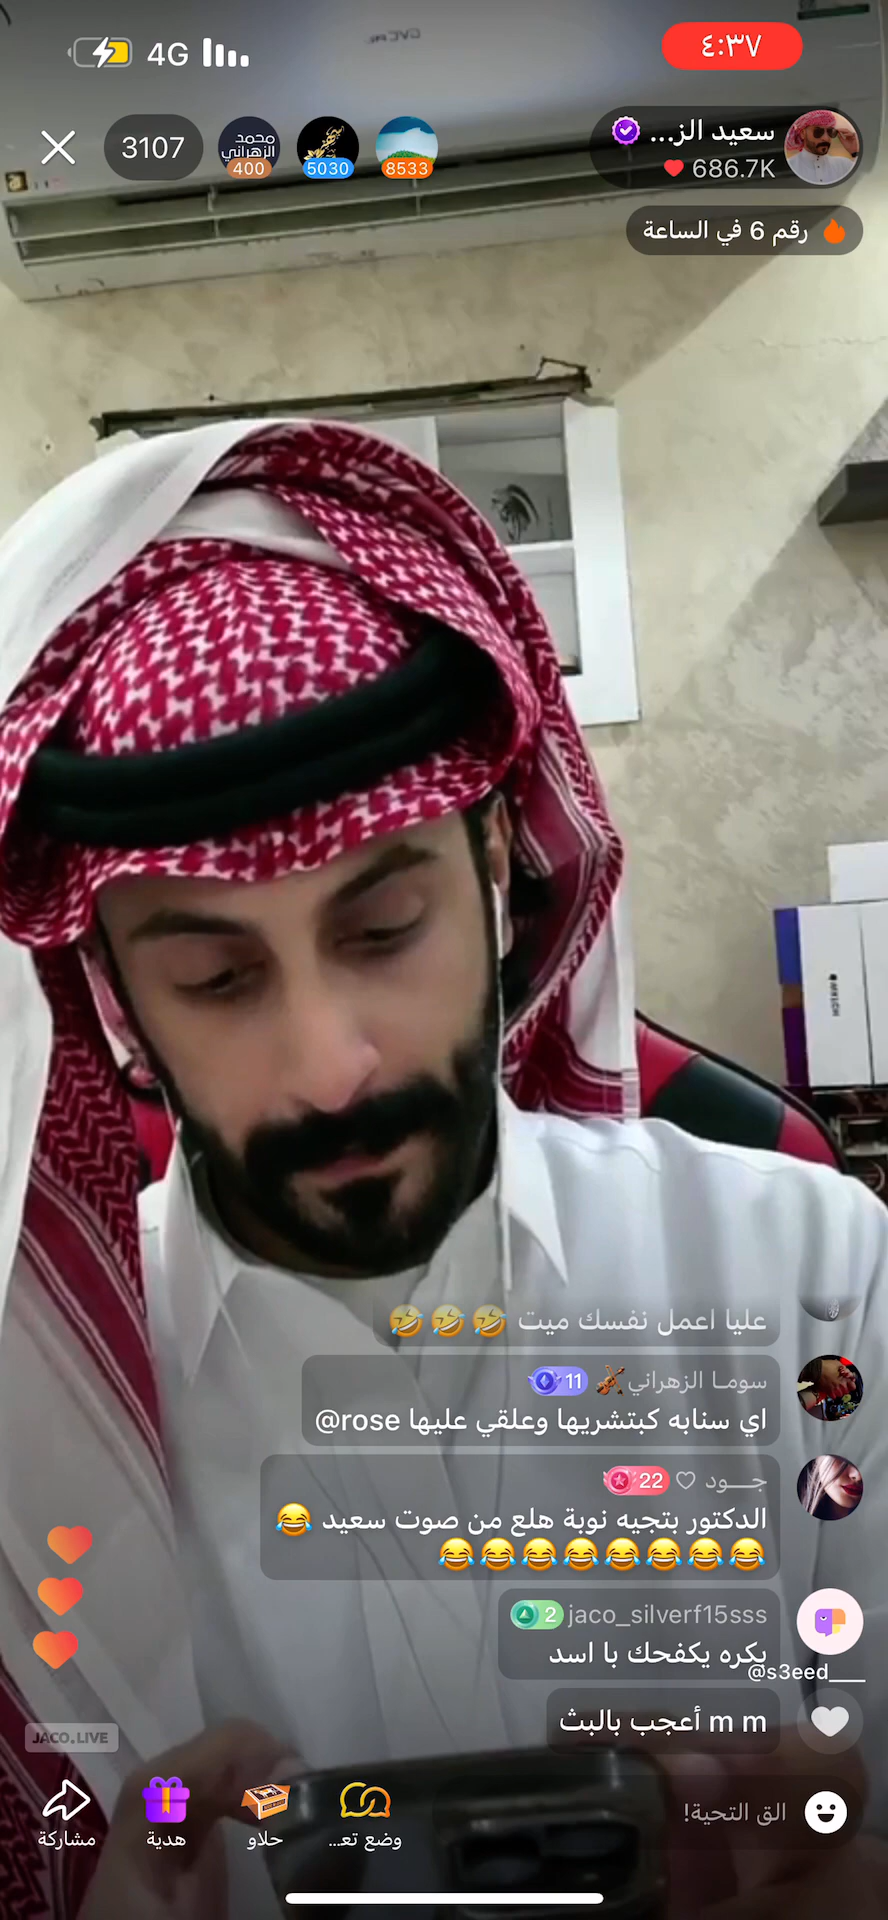 ٤:٣٧
4G
سعيد الز...
686.7K
8533
5030
محمد
الزهراني
400
3107
رقم 6 في الساعة
عليا اعمل نفسك ميت 🤣🤣🤣
سومـا الزهراني🎻 11
اي سنابه كبتشريها وعلقي عليها @rose
جـــود ♡ 22
الدكتور بتجيه نوبة هلع من صوت سعيد 😂
😂😂😂😂😂😂😂😂
jaco_silverf15sss 2
يكره يكفحك با اسد
@s3eed___
m m أعجب بالبث
JACO.LIVE
الق التحية!
وضع تعـ...
حلاو
هدية
مشاركة